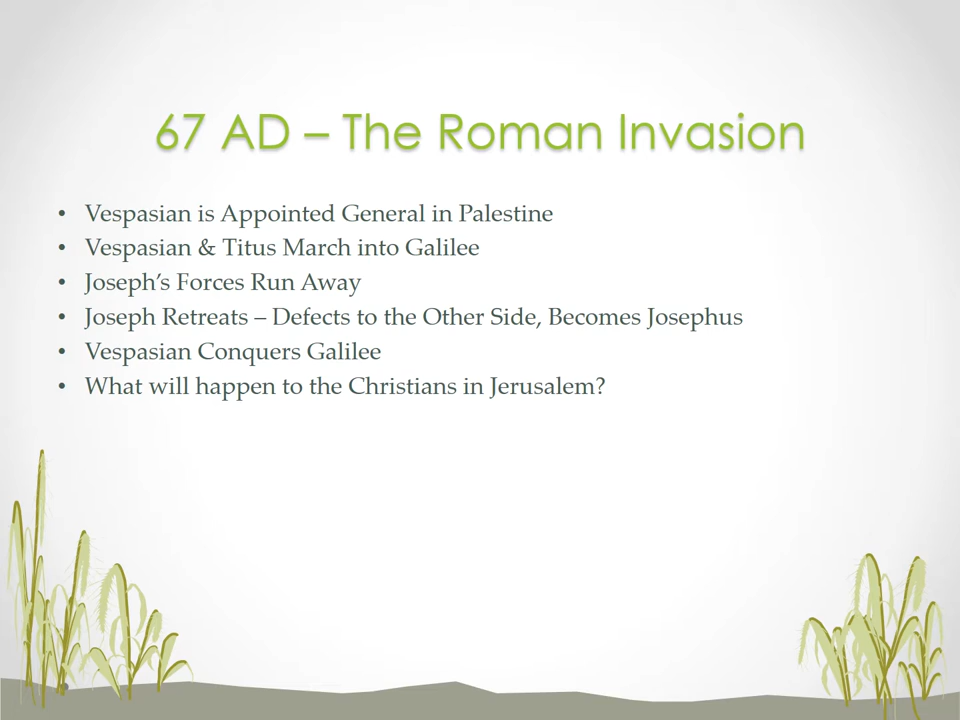 67 AD – The Roman Invasion
• Vespasian is Appointed General in Palestine
• Vespasian & Titus March into Galilee
• Joseph’s Forces Run Away
• Joseph Retreats – Defects to the Other Side, Becomes Josephus
• Vespasian Conquers Galilee
• What will happen to the Christians in Jerusalem?